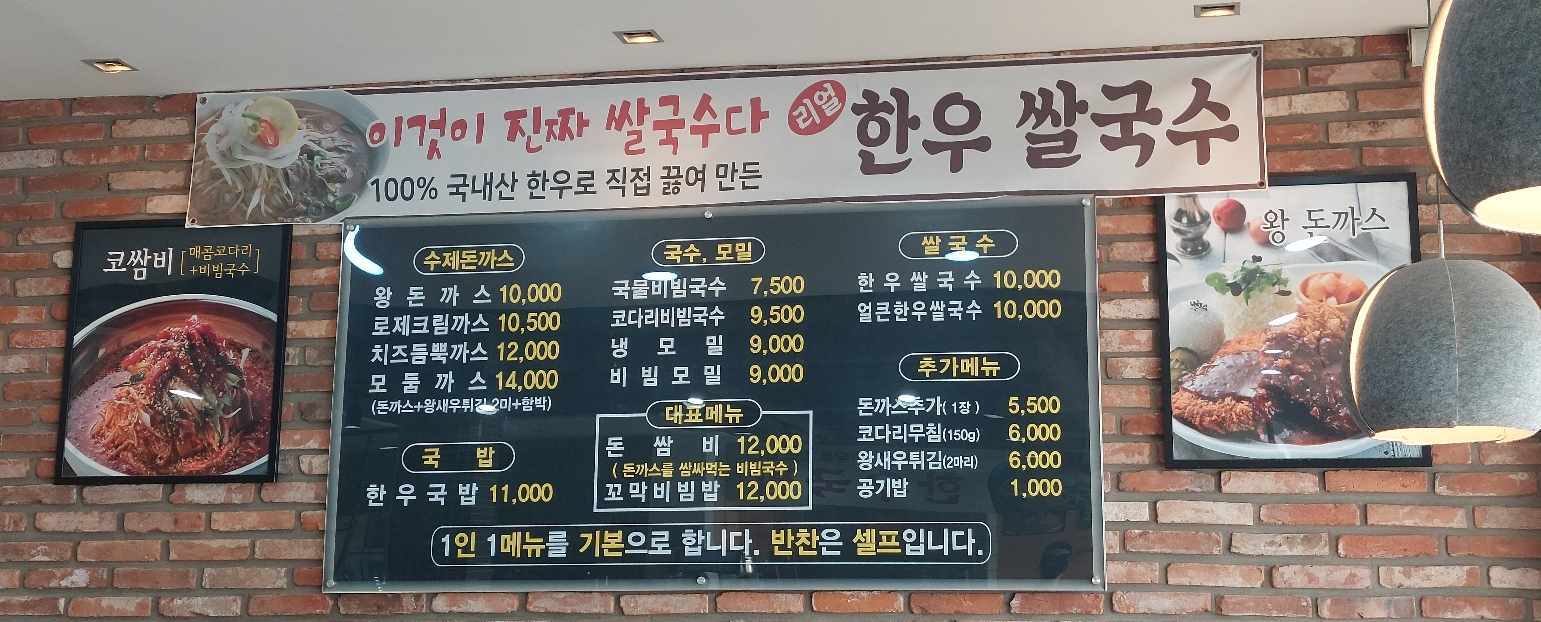 이것이 진짜 쌀국수다 리얼 한우 쌀국수
100% 국내산 한우로 직접 끓여 만든
코쌈비 [매콤코다리
+비빔국수]
수제돈까스
왕돈까스 10,000
로제크림까스 10,500
치즈듬뿍까스 12,000
모둠까스 14,000
(돈까스+왕새우튀김 2미+함박)
국밥
한우국밥 11,000
국수, 모밀
국물비빔국수 7,500
코다리비빔국수 9,500
냉모밀 9,000
비빔모밀 9,000
대표메뉴
돈쌈비 12,000
( 돈까스를 쌈싸먹는 비빔국수 )
꼬막비빔밥 12,000
쌀국수
한우쌀국수 10,000
얼큰한우쌀국수 10,000
추가메뉴
돈까스추가( 1장 ) 5,500
코다리무침(150g) 6,000
왕새우튀김(2마리) 6,000
공기밥 1,000
1인 1메뉴를 기본으로 합니다. 반찬은 셀프입니다.
왕 돈까스